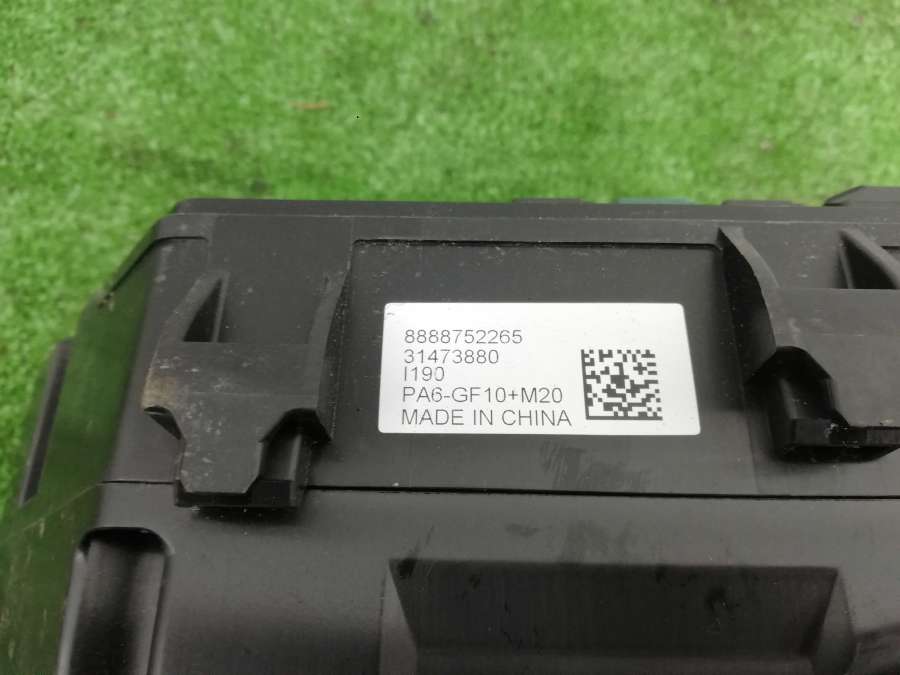 8888752265
31473880
I190
PA6-GF10+M20
MADE IN CHINA